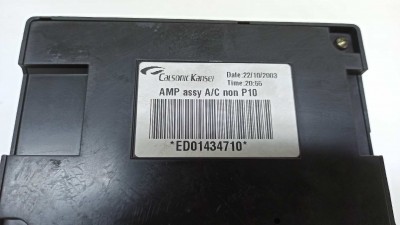 Calsonic Kansei
Date:22/10/2003
Time:20:55
AMP assy A/C non P10
*ED01434710*